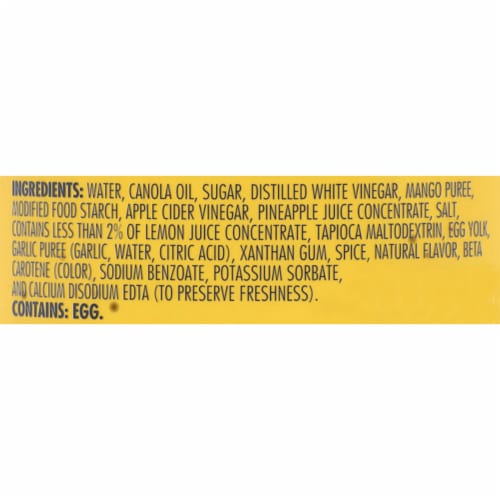 INGREDIENTS: WATER, CANOLA OIL, SUGAR, DISTILLED WHITE VINEGAR, MANGO PUREE,
MODIFIED FOOD STARCH, APPLE CIDER VINEGAR, PINEAPPLE JUICE CONCENTRATE, SALT,
CONTAINS LESS THAN 2% OF LEMON JUICE CONCENTRATE, TAPIOCA MALTODEXTRIN, EGG YOLK,
GARLIC PUREE (GARLIC, WATER, CITRIC ACID), XANTHAN GUM, SPICE, NATURAL FLAVOR, BETA
CAROTENE (COLOR), SODIUM BENZOATE, POTASSIUM SORBATE,
AND CALCIUM DISODIUM EDTA (TO PRESERVE FRESHNESS).
CONTAINS: EGG.